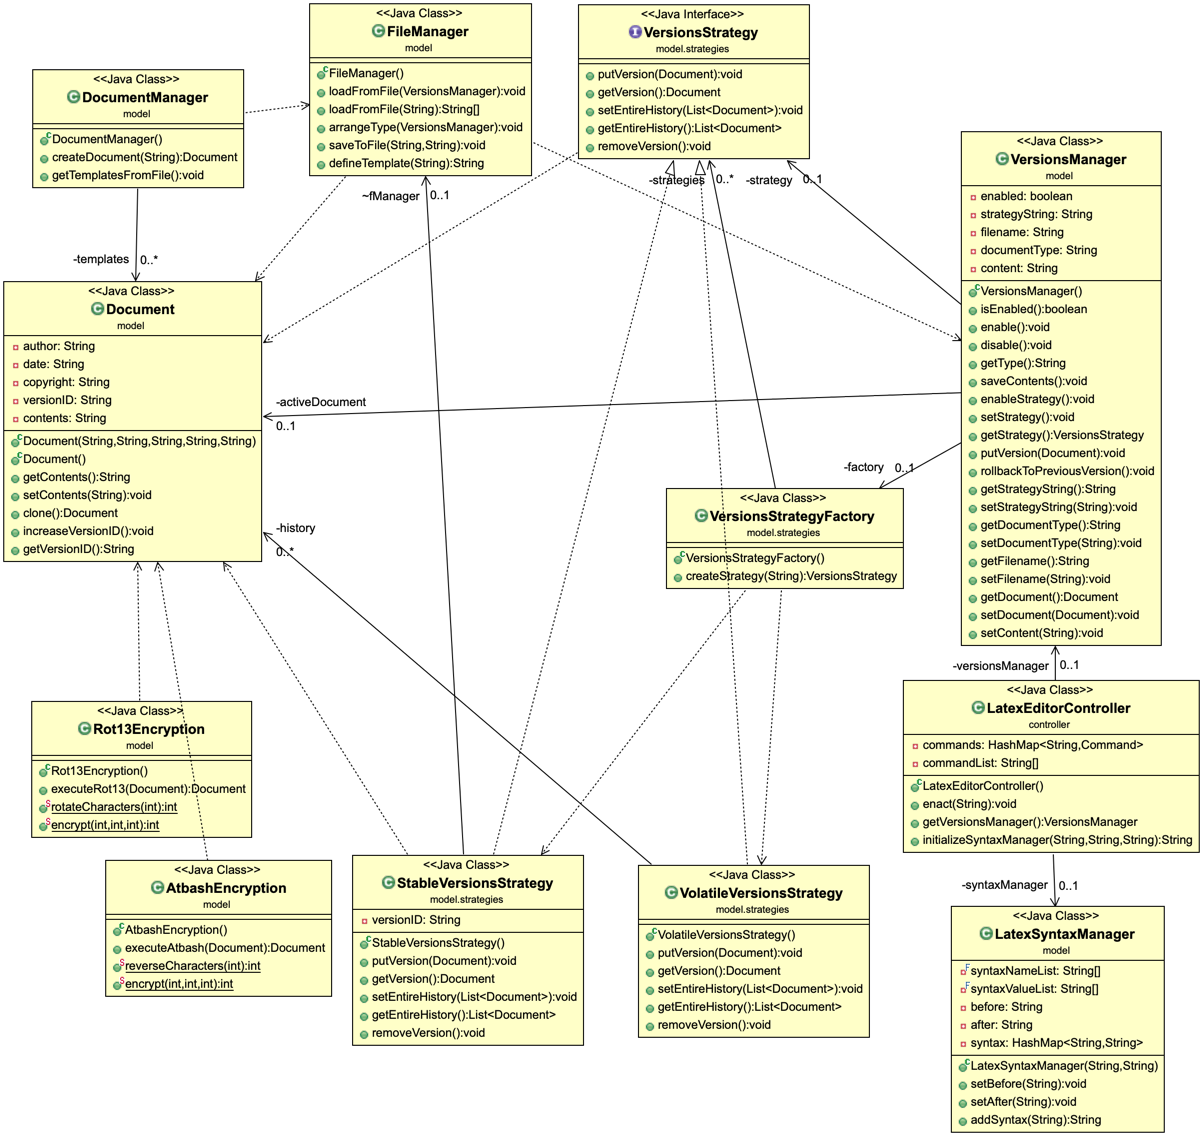 <<Java Class>>
FileManager
model
FileManager()
loadFromFile(VersionsManager):void
loadFromFile(String):String[]
arrangeType(VersionsManager):void
saveToFile(String,String):void
defineTemplate(String):String
<<Java Interface>>
VersionsStrategy
model.strategies
putVersion(Document):void
getVersion():Document
setEntireHistory(List<Document>):void
getEntireHistory():List<Document>
removeVersion():void
<<Java Class>>
DocumentManager
model
DocumentManager()
createDocument(String):Document
getTemplatesFromFile():void
<<Java Class>>
VersionsManager
model
enabled: boolean
strategyString: String
filename: String
documentType: String
content: String
VersionsManager()
isEnabled():boolean
enable():void
disable():void
getType():String
saveContents():void
enableStrategy():void
setStrategy():void
getStrategy():VersionsStrategy
putVersion(Document):void
rollbackToPreviousVersion():void
getStrategyString():String
setStrategyString(String):void
getDocumentType():String
setDocumentType(String):void
getFilename():String
setFilename(String):void
getDocument():Document
setDocument(Document):void
setContent(String):void
~fManager 0..1
-strategies 0..*
-strategy 0..1
-templates 0..*
<<Java Class>>
Document
model
author: String
date: String
copyright: String
versionID: String
contents: String
Document(String,String,String,String,String)
Document()
getContents():String
setContents(String):void
clone():Document
increaseVersionID():void
getVersionID():String
-activeDocument
0..1
-factory 0..1
-history
0..*
<<Java Class>>
VersionsStrategyFactory
model.strategies
VersionsStrategyFactory()
createStrategy(String):VersionsStrategy
-versionsManager 0..1
<<Java Class>>
LatexEditorController
controller
commands: HashMap<String,Command>
commandList: String[]
LatexEditorController()
enact(String):void
getVersionsManager():VersionsManager
initializeSyntaxManager(String,String,String):String
<<Java Class>>
Rot13Encryption
model
Rot13Encryption()
executeRot13(Document):Document
rotateCharacters(int):int
encrypt(int,int,int):int
<<Java Class>>
AtbashEncryption
model
AtbashEncryption()
executeAtbash(Document):Document
reverseCharacters(int):int
encrypt(int,int,int):int
<<Java Class>>
StableVersionsStrategy
model.strategies
versionID: String
StableVersionsStrategy()
putVersion(Document):void
getVersion():Document
setEntireHistory(List<Document>):void
getEntireHistory():List<Document>
removeVersion():void
<<Java Class>>
VolatileVersionsStrategy
model.strategies
VolatileVersionsStrategy()
putVersion(Document):void
getVersion():Document
setEntireHistory(List<Document>):void
getEntireHistory():List<Document>
removeVersion():void
-syntaxManager 0..1
<<Java Class>>
LatexSyntaxManager
model
syntaxNameList: String[]
syntaxValueList: String[]
before: String
after: String
syntax: HashMap<String,String>
LatexSyntaxManager(String,String)
setBefore(String):void
setAfter(String):void
addSyntax(String):String